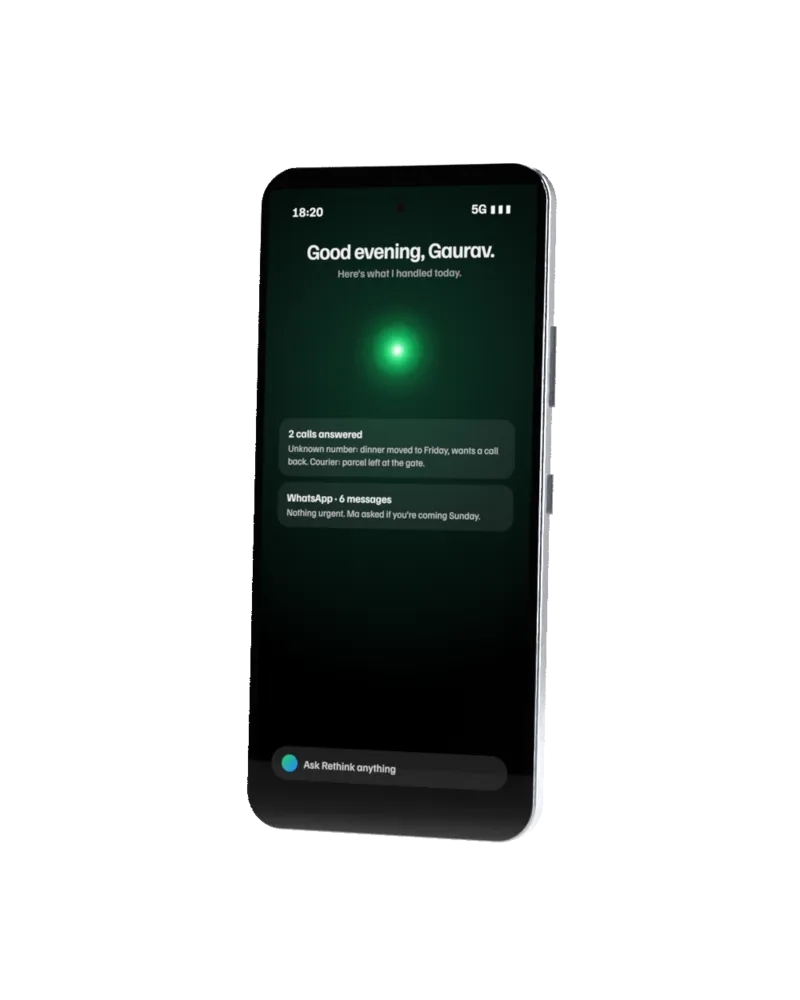 18:20
5G
Good evening, Gaurav.
Here's what I handled today.
2 calls answered
Unknown number: dinner moved to Friday, wants a call
back. Courier: parcel left at the gate.
WhatsApp · 6 messages
Nothing urgent. Ma asked if you're coming Sunday.
Ask Rethink anything